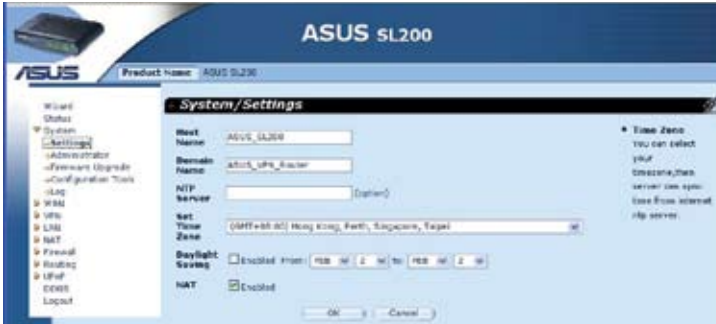 ASUS SL200
ASUS
Product Name ASUS SL200
Wizard
Status
System
Settings
Administrator
Firmware Upgrade
Configuration Tools
Log
WAN
VPN
LAN
NAT
Firewall
Routing
UPnP
DDNS
Logout
System/Settings
Host Name ASUS_SL200
Domain Name ASUS_VPN_Router
NTP Server (option)
Set Time Zone (GMT+08:00) Hong Kong, Perth, Singapore, Taipei
Daylight Saving Enabled From: FEB 2 to: FEB 2
NAT Enabled
OK Cancel
Time Zone
You can select
your
timezone,then
server can sync
time from internet
ntp server.